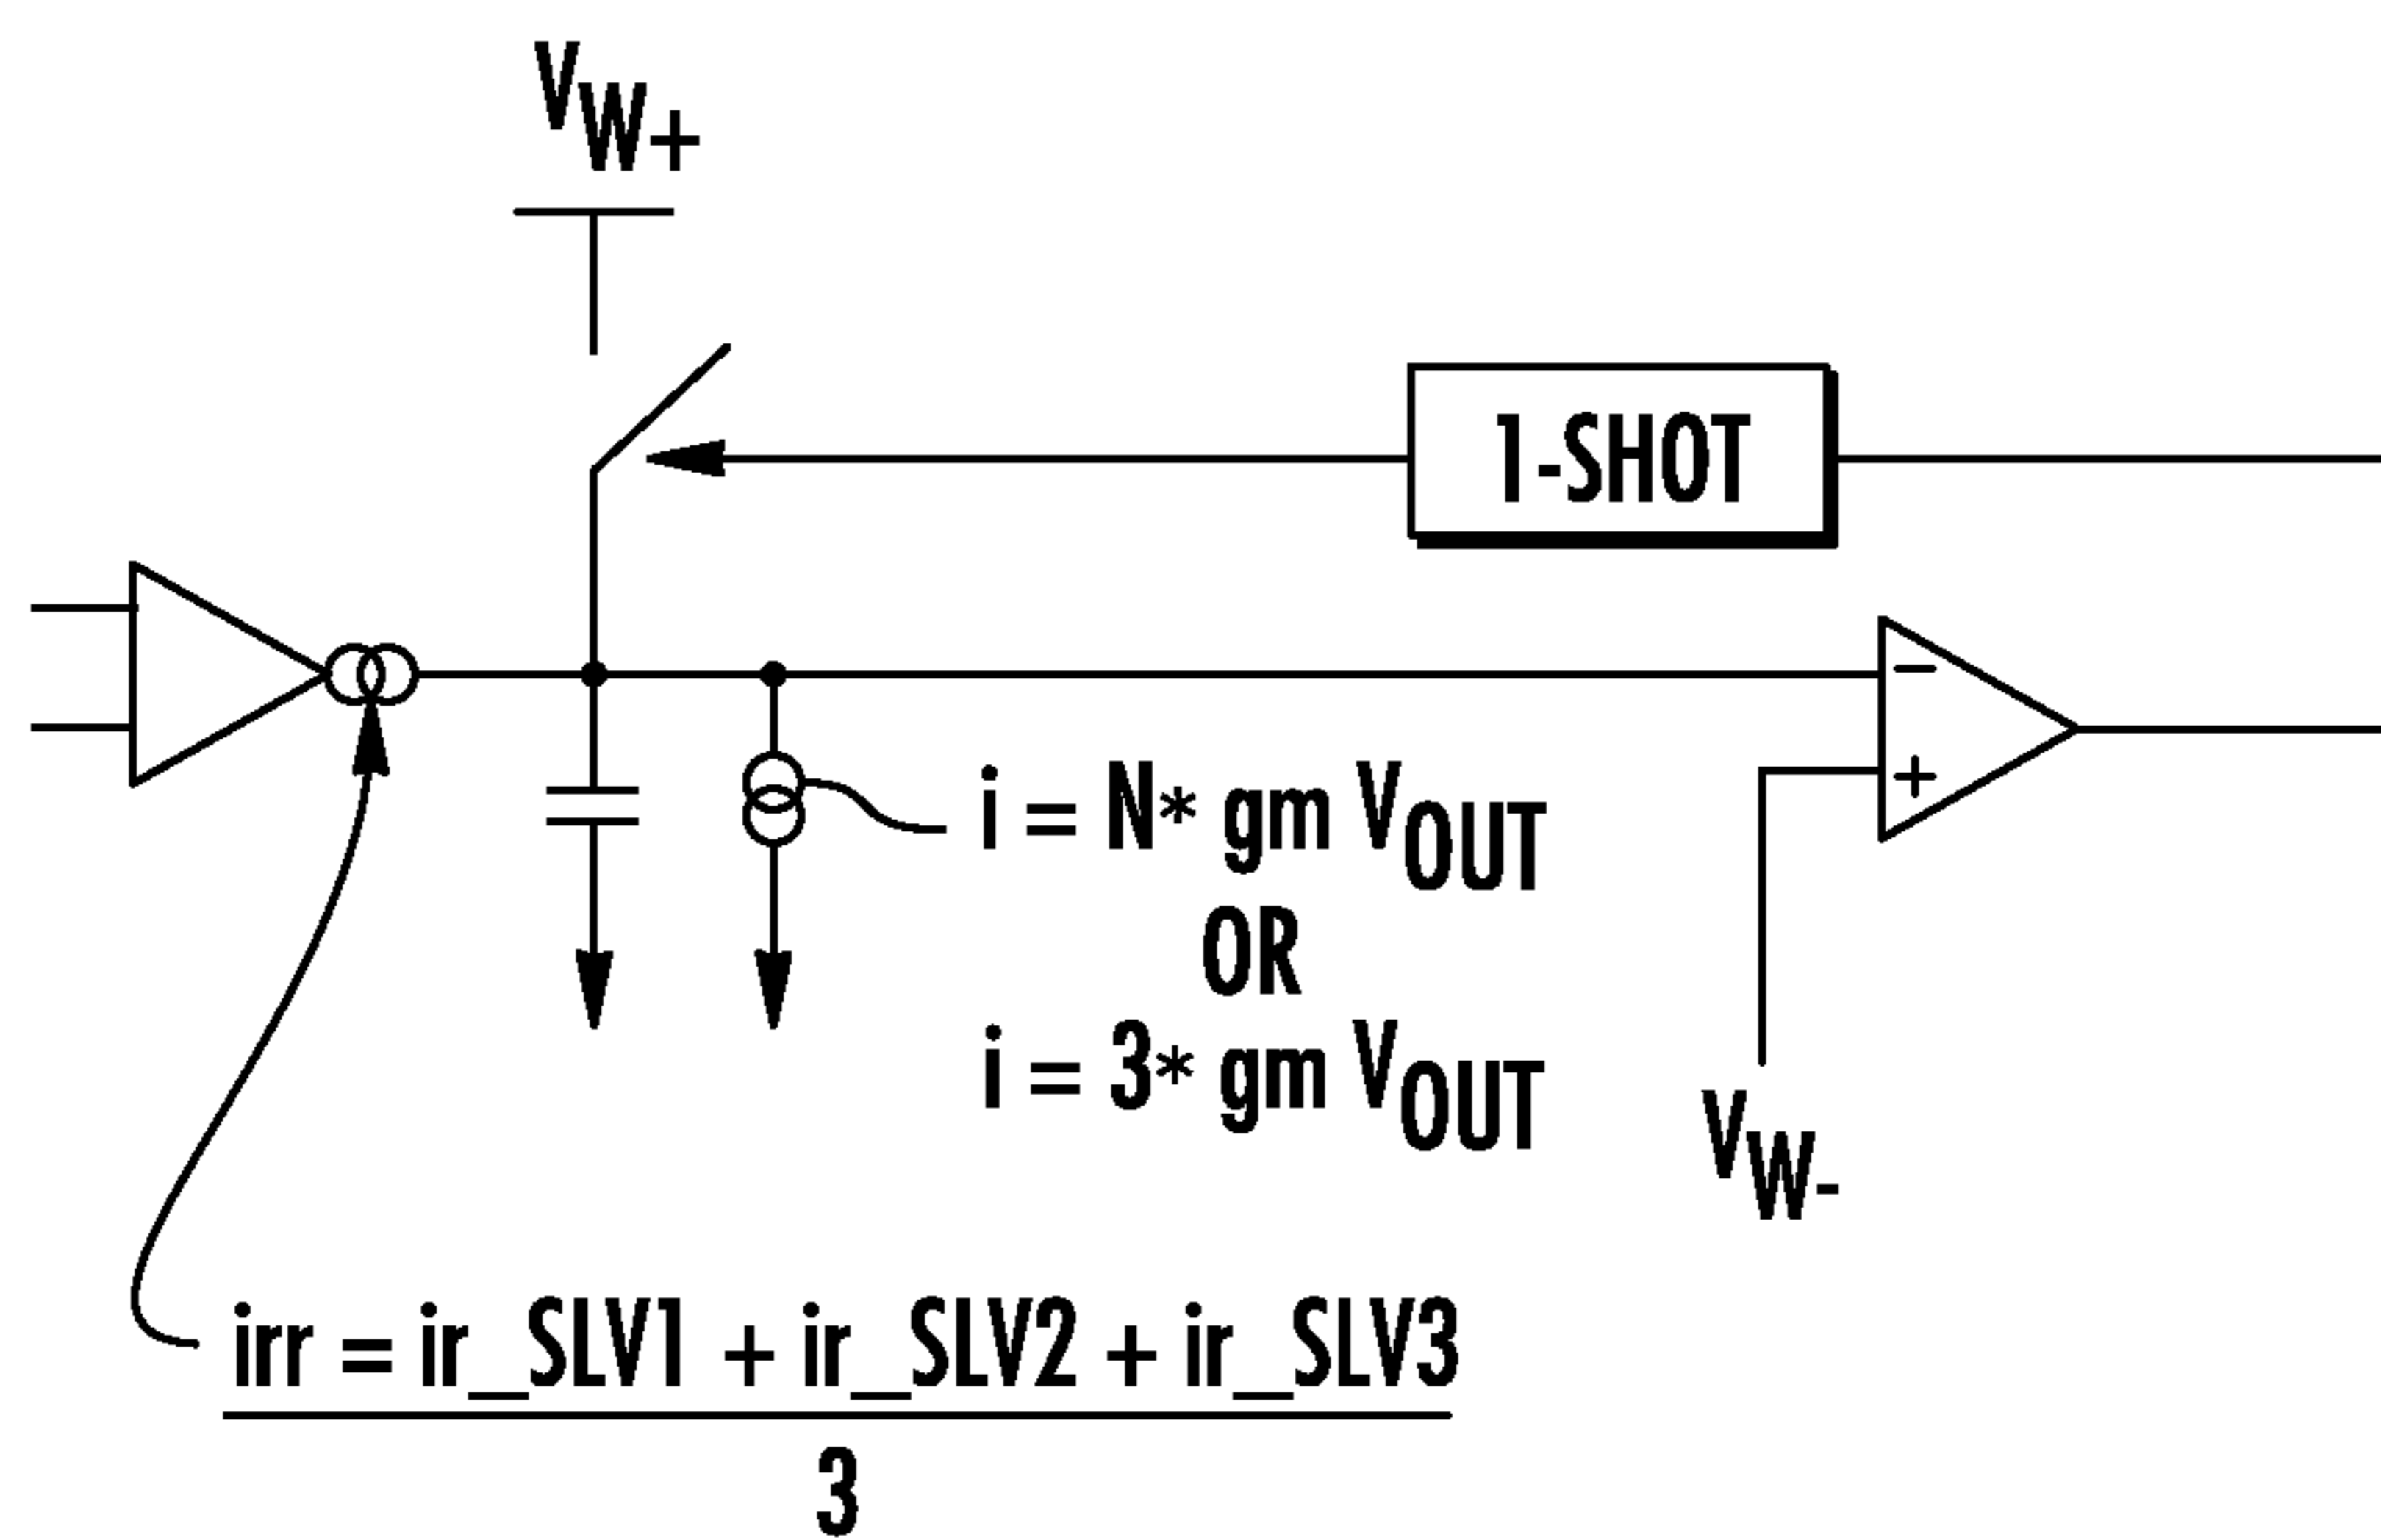 VW+
1-SHOT
−
+
i = N* gm VOUT
OR
i = 3* gm VOUT
VW-
irr = ir_SLV1 + ir_SLV2 + ir_SLV3
3